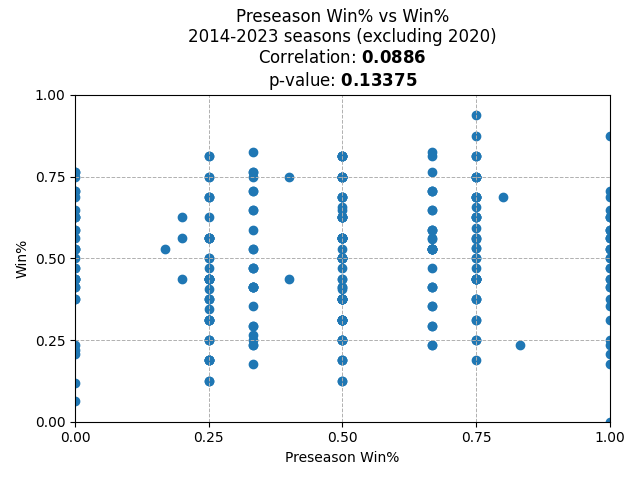 Preseason Win% vs Win%
2014-2023 seasons (excluding 2020)
Correlation: 0.0886
p-value: 0.13375
1.00
0.75
0.50
0.25
0.00
Win%
0.00 0.25 0.50 0.75 1.00
Preseason Win%